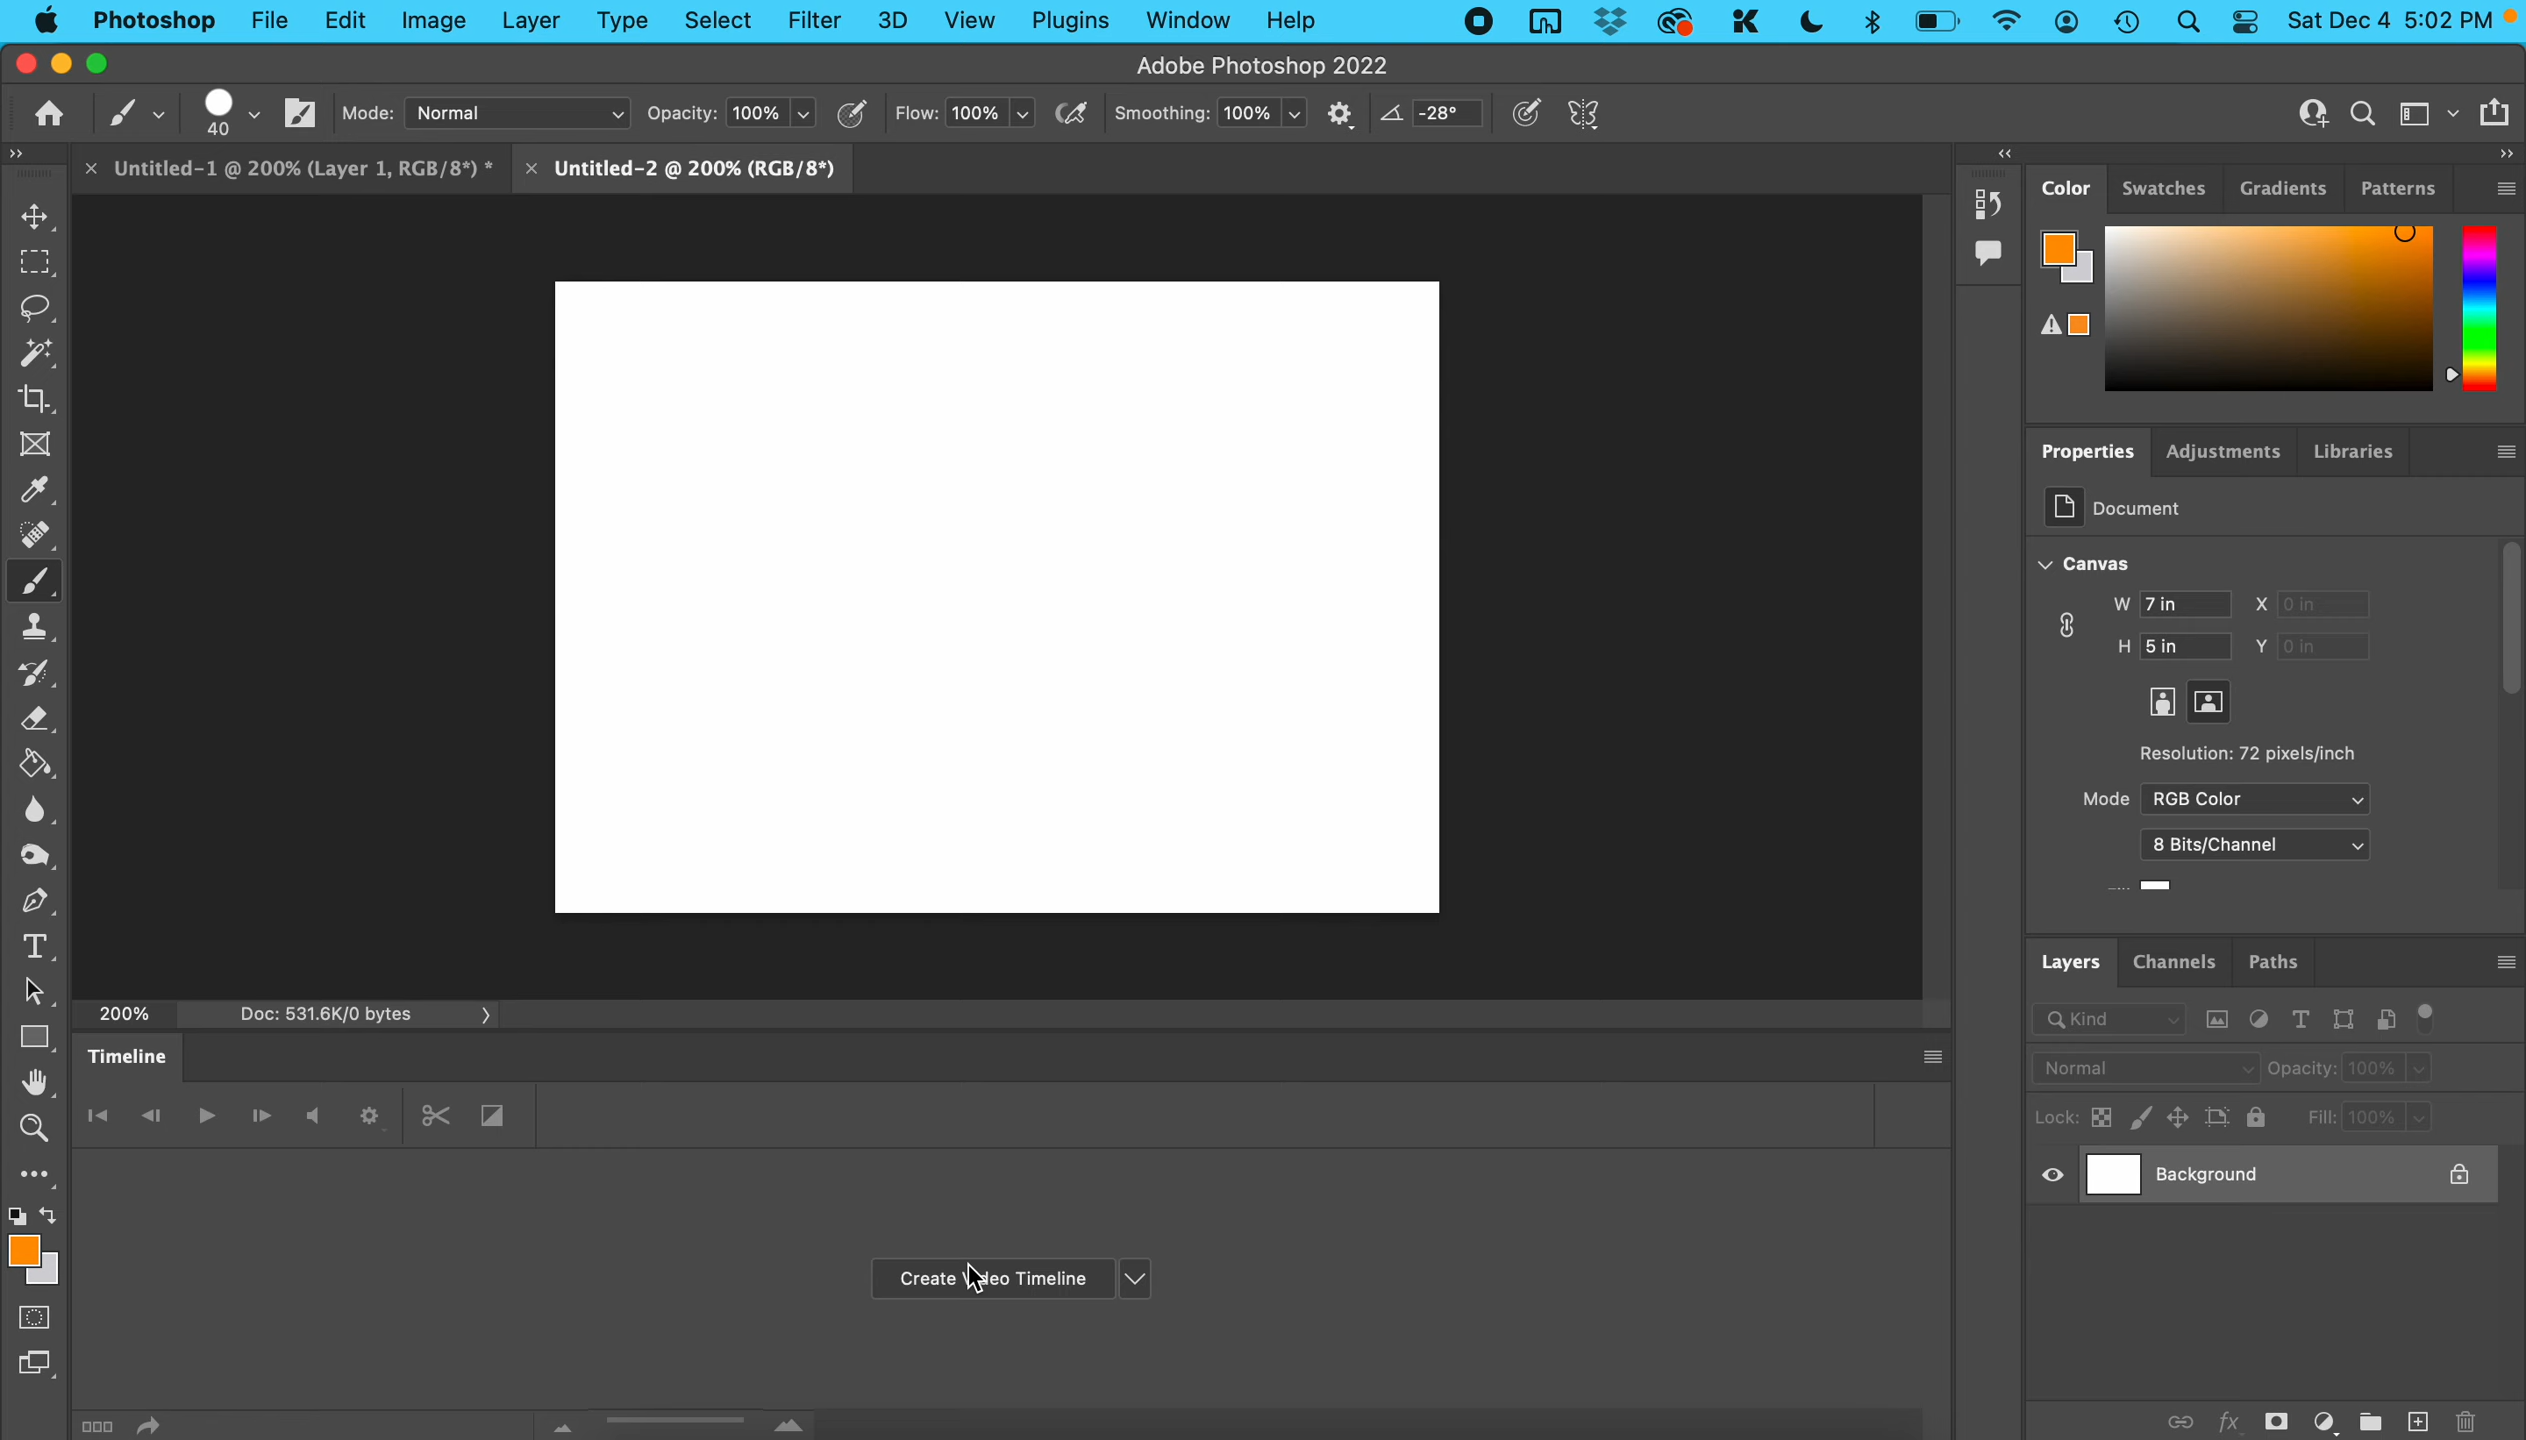 Photoshop File Edit Image Layer Type Select Filter 3D View Plugins Window Help Sat Dec 4 5:02 PM
Adobe Photoshop 2022
40 Mode: Normal Opacity: 100% Flow: 100% Smoothing: 100% -28°
Untitled-1 @ 200% (Layer 1, RGB/8*) * Untitled-2 @ 200% (RGB/8*)
Color Swatches Gradients Patterns
Properties Adjustments Libraries
Document
Canvas
W 7 in X 0 in
H 5 in Y 0 in
Resolution: 72 pixels/inch
Mode RGB Color
8 Bits/Channel
Layers Channels Paths
Kind
Normal Opacity: 100%
Lock: Fill: 100%
Background
200% Doc: 531.6K/0 bytes
Timeline
Create Video Timeline